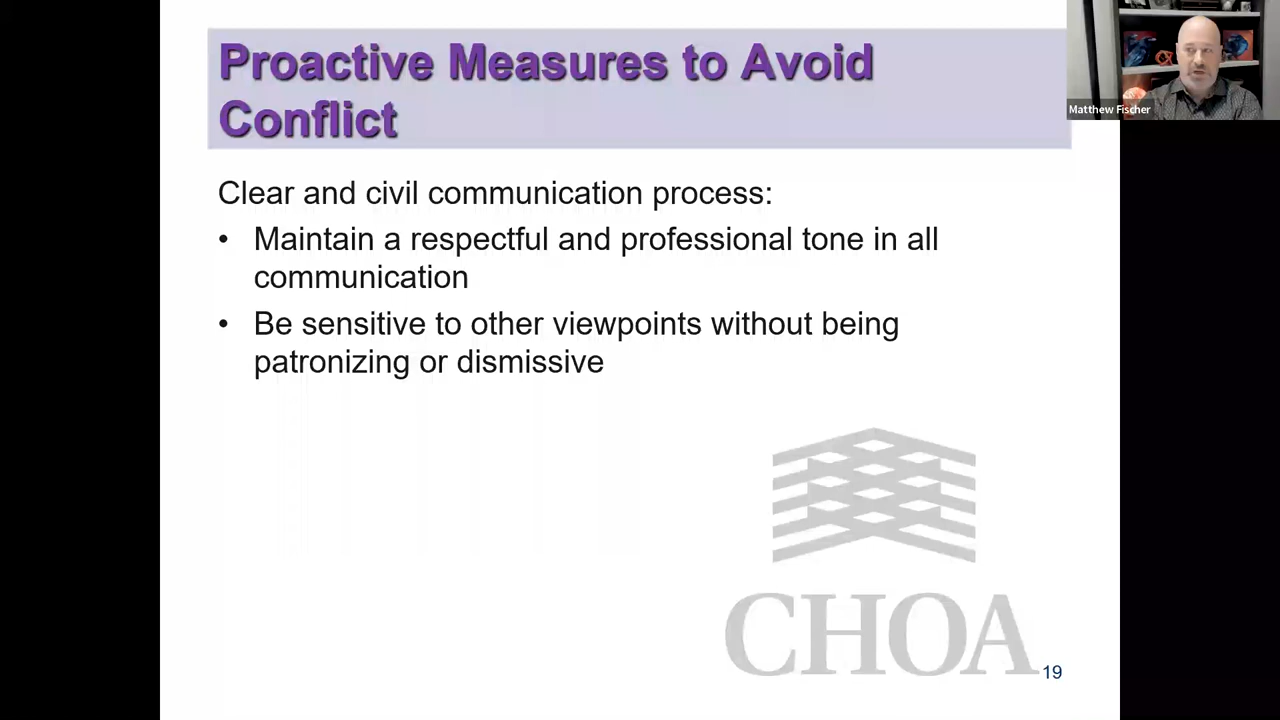 Proactive Measures to Avoid
Conflict
Matthew Fischer
Clear and civil communication process:
• Maintain a respectful and professional tone in all
communication
• Be sensitive to other viewpoints without being
patronizing or dismissive
CHOA
19